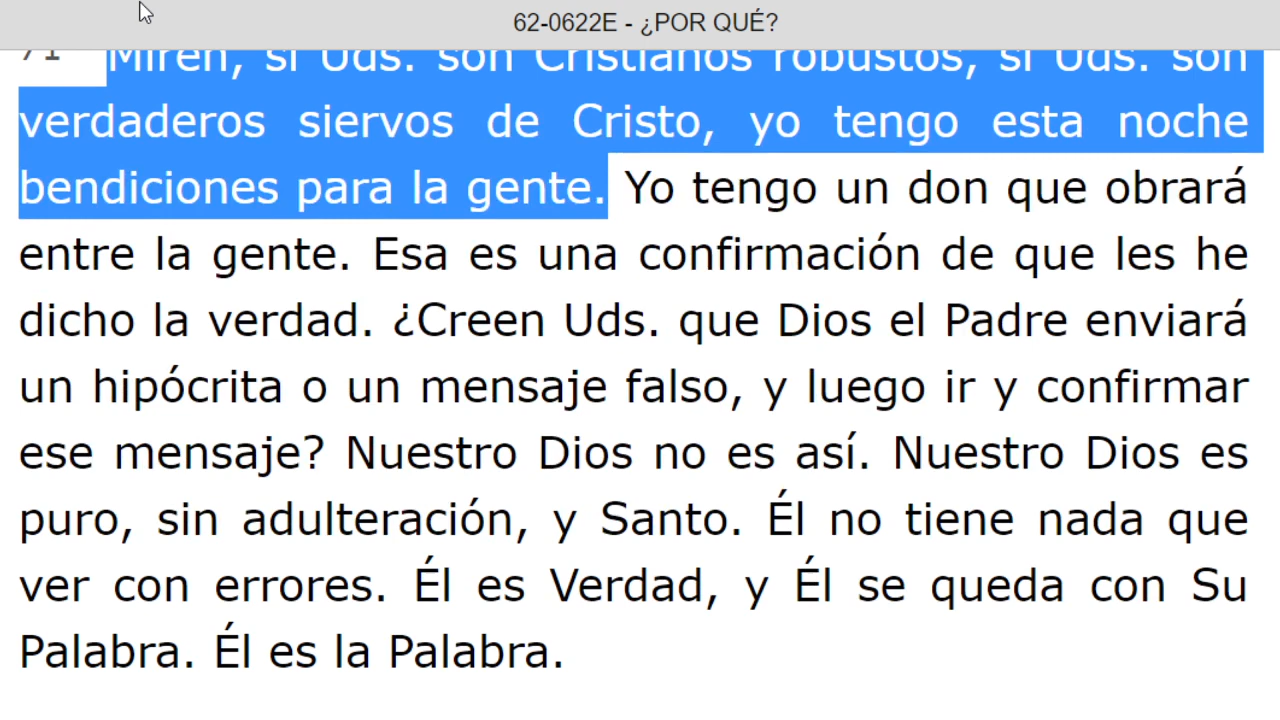 62-0622E - ¿POR QUÉ?
71 Miren, si Uds. son Cristianos robustos, si Uds. son
verdaderos siervos de Cristo, yo tengo esta noche
bendiciones para la gente. Yo tengo un don que obrará
entre la gente. Esa es una confirmación de que les he
dicho la verdad. ¿Creen Uds. que Dios el Padre enviará
un hipócrita o un mensaje falso, y luego ir y confirmar
ese mensaje? Nuestro Dios no es así. Nuestro Dios es
puro, sin adulteración, y Santo. Él no tiene nada que
ver con errores. Él es Verdad, y Él se queda con Su
Palabra. Él es la Palabra.